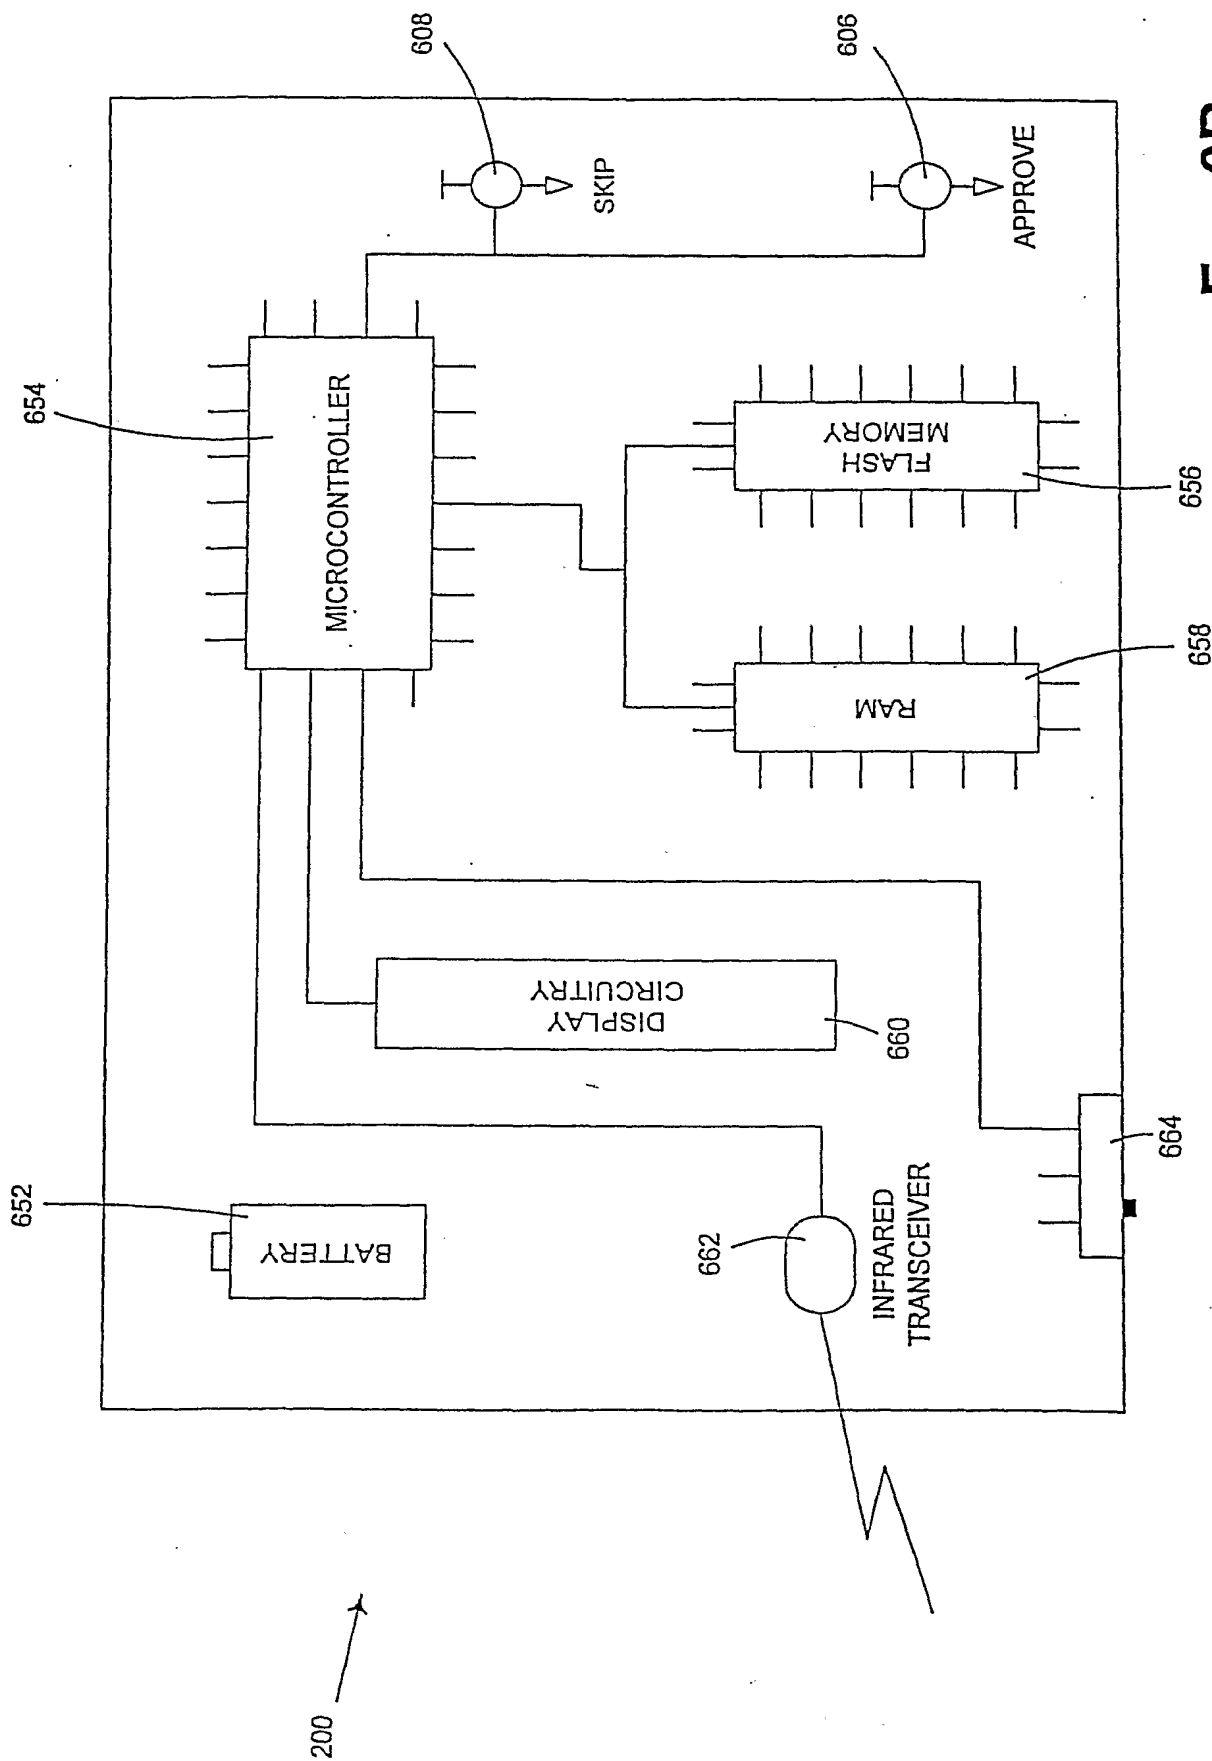 608
606
SKIP
APPROVE
654
MICROCONTROLLER
FLASH
MEMORY
656
RAM
658
DISPLAY
CIRCUITRY
660
652
BATTERY
662
INFRARED
TRANSCEIVER
664
200